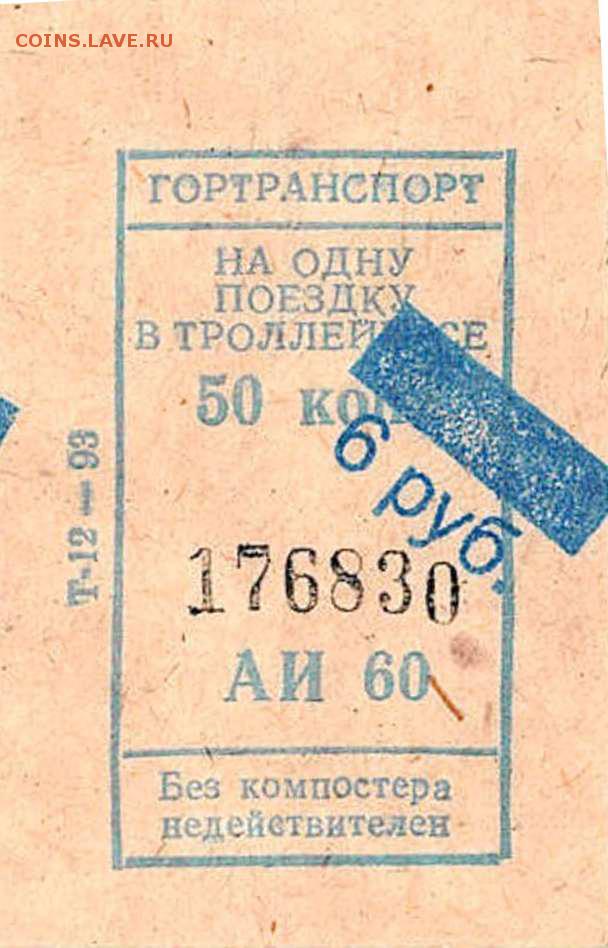 COINS.LAVE.RU
ГОРТРАНСПОРТ
НА ОДНУ
ПОЕЗДКУ
В ТРОЛЛЕЙБУСЕ
50 коп.
6 руб.
Т-12 — 93
176830
АИ 60
Без компостера
недействителен